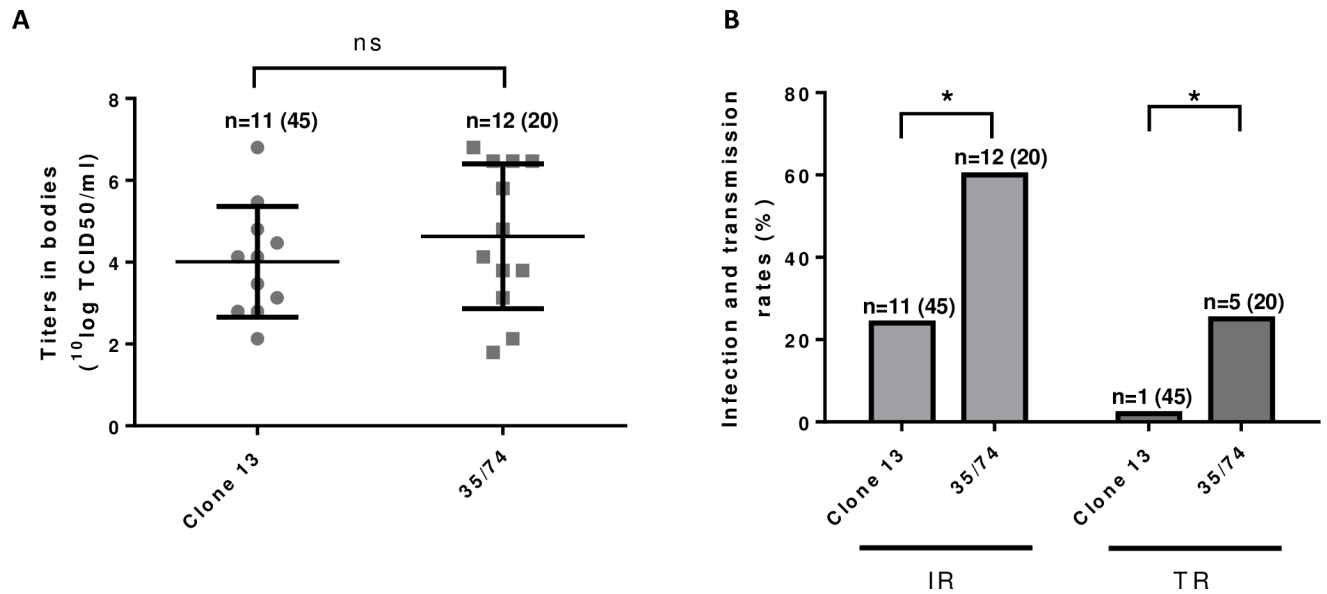 A
ns
n=11 (45)
n=12 (20)
8
6
4
2
0
Titers in bodies
(¹⁰log TCID50/ml)
Clone 13
35/74
B
*
*
n=12 (20)
n=11 (45)
n=5 (20)
n=1 (45)
80
60
40
20
0
Infection and transmission
rates (%)
Clone 13
35/74
Clone 13
35/74
IR
TR